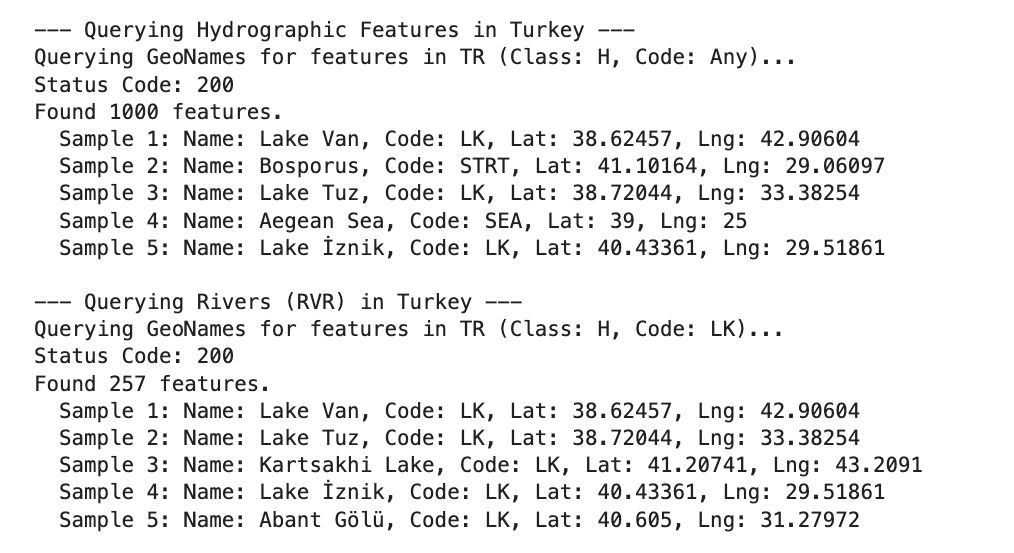 --- Querying Hydrographic Features in Turkey ---
Querying GeoNames for features in TR (Class: H, Code: Any)...
Status Code: 200
Found 1000 features.
Sample 1: Name: Lake Van, Code: LK, Lat: 38.62457, Lng: 42.90604
Sample 2: Name: Bosporus, Code: STRT, Lat: 41.10164, Lng: 29.06097
Sample 3: Name: Lake Tuz, Code: LK, Lat: 38.72044, Lng: 33.38254
Sample 4: Name: Aegean Sea, Code: SEA, Lat: 39, Lng: 25
Sample 5: Name: Lake İznik, Code: LK, Lat: 40.43361, Lng: 29.51861
--- Querying Rivers (RVR) in Turkey ---
Querying GeoNames for features in TR (Class: H, Code: LK)...
Status Code: 200
Found 257 features.
Sample 1: Name: Lake Van, Code: LK, Lat: 38.62457, Lng: 42.90604
Sample 2: Name: Lake Tuz, Code: LK, Lat: 38.72044, Lng: 33.38254
Sample 3: Name: Kartsakhi Lake, Code: LK, Lat: 41.20741, Lng: 43.2091
Sample 4: Name: Lake İznik, Code: LK, Lat: 40.43361, Lng: 29.51861
Sample 5: Name: Abant Gölü, Code: LK, Lat: 40.605, Lng: 31.27972